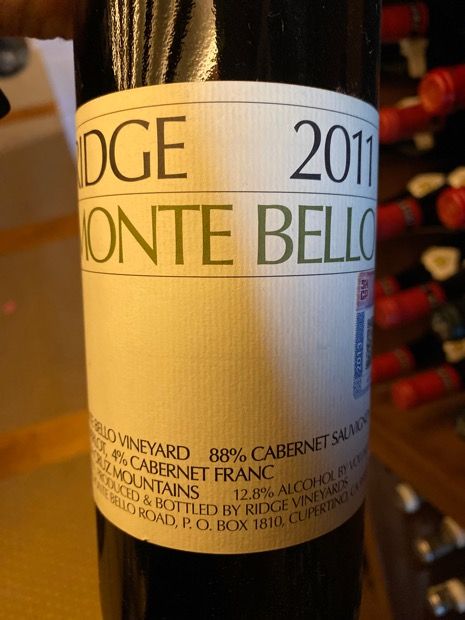 RIDGE 2011
MONTE BELLO
BELLO VINEYARD 88% CABERNET SAUVIGNON
4% CABERNET FRANC
CRUZ MOUNTAINS 12.8% ALCOHOL BY
PRODUCED & BOTTLED BY RIDGE VINEYARDS
BELLO ROAD, P. O. BOX 1810, CUPERTINO,